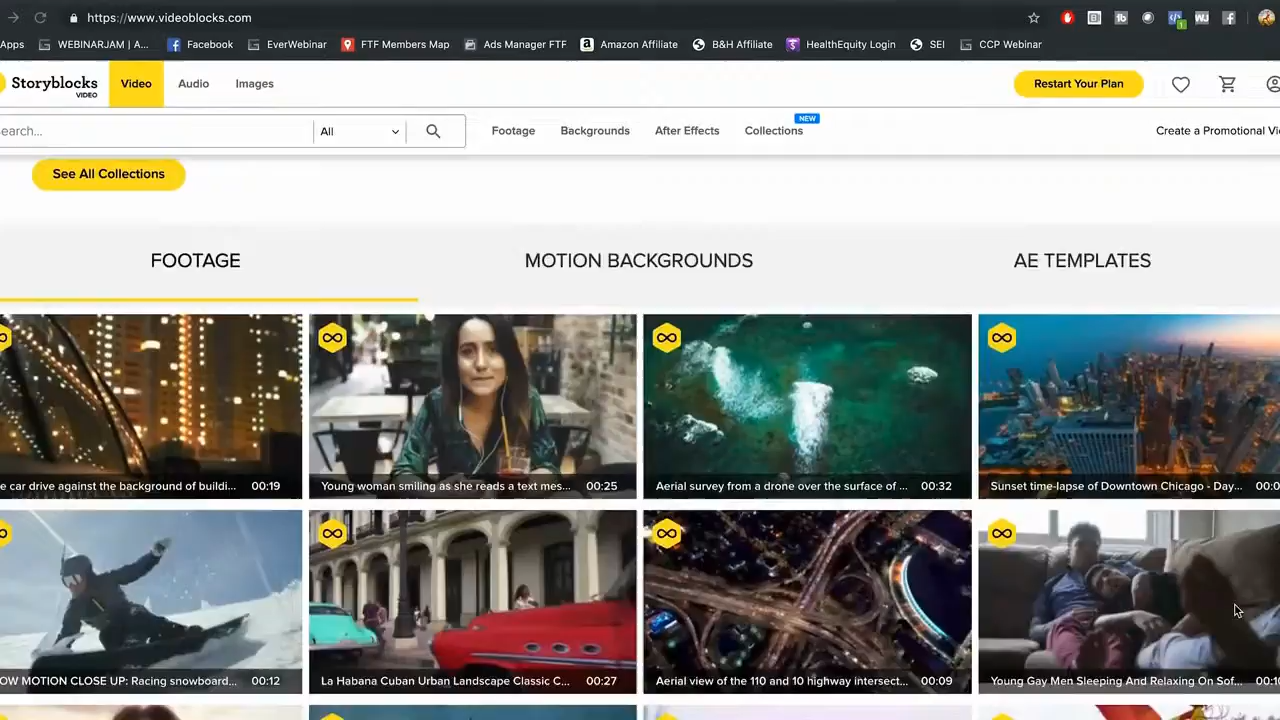 https://www.videoblocks.com
Apps WEBINARJAM | A... Facebook EverWebinar FTF Members Map Ads Manager FTF Amazon Affiliate B&H Affiliate HealthEquity Login SEI CCP Webinar
Storyblocks
VIDEO
Video Audio Images Restart Your Plan
NEW
earch... All Footage Backgrounds After Effects Collections Create a Promotional Vi
See All Collections
FOOTAGE MOTION BACKGROUNDS AE TEMPLATES
e car drive against the background of buildi... 00:19
Young woman smiling as she reads a text mes... 00:25
Aerial survey from a drone over the surface of ... 00:32
Sunset time-lapse of Downtown Chicago - Day... 00:0
OW MOTION CLOSE UP: Racing snowboard... 00:12
La Habana Cuban Urban Landscape Classic C... 00:27
Aerial view of the 110 and 10 highway intersect... 00:09
Young Gay Men Sleeping And Relaxing On Sof... 00:1